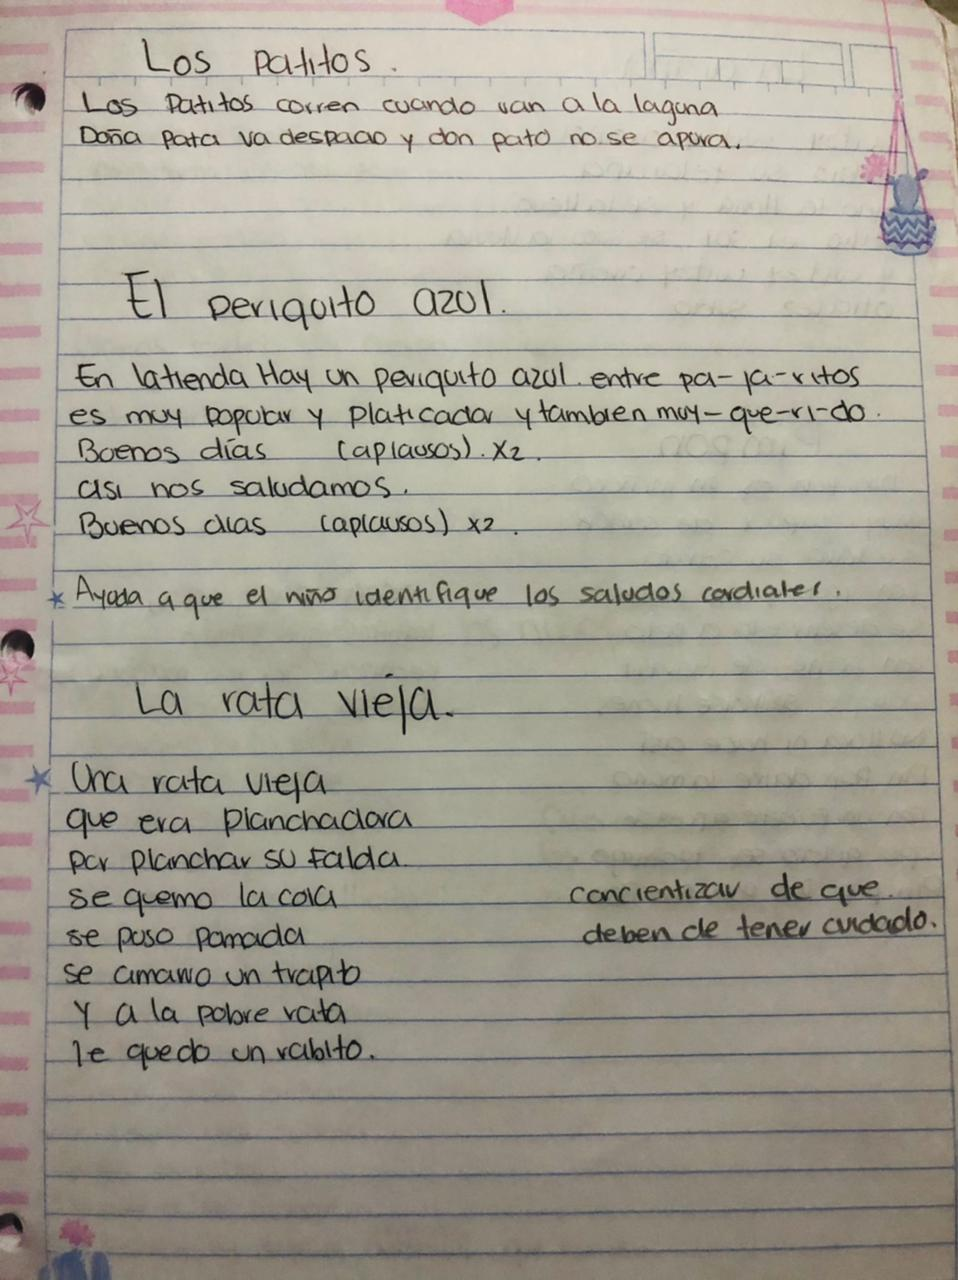 Los Patitos.
Los Patitos corren cuando van a la laguna
Doña Pata va despacio y don pato no se apura.
El periquito azul.
En la tienda Hay un periquito azul. entre pa-ja-ritos
es muy popular y Platicador y tambien muy-que-ri-do.
Buenos días (aplausos). x2.
asi nos saludamos.
Buenos dias (aplausos) x2.
* Ayuda a que el niño identifique los saludos cordiales.
La rata vieja.
Una rata vieja
que era Planchadora
por planchar su Falda
se quemo la cola
se puso pomada
se amarro un trapito
Y a la pobre rata
le quedo un rabito.
concientizar de que
deben de tener cuidado.